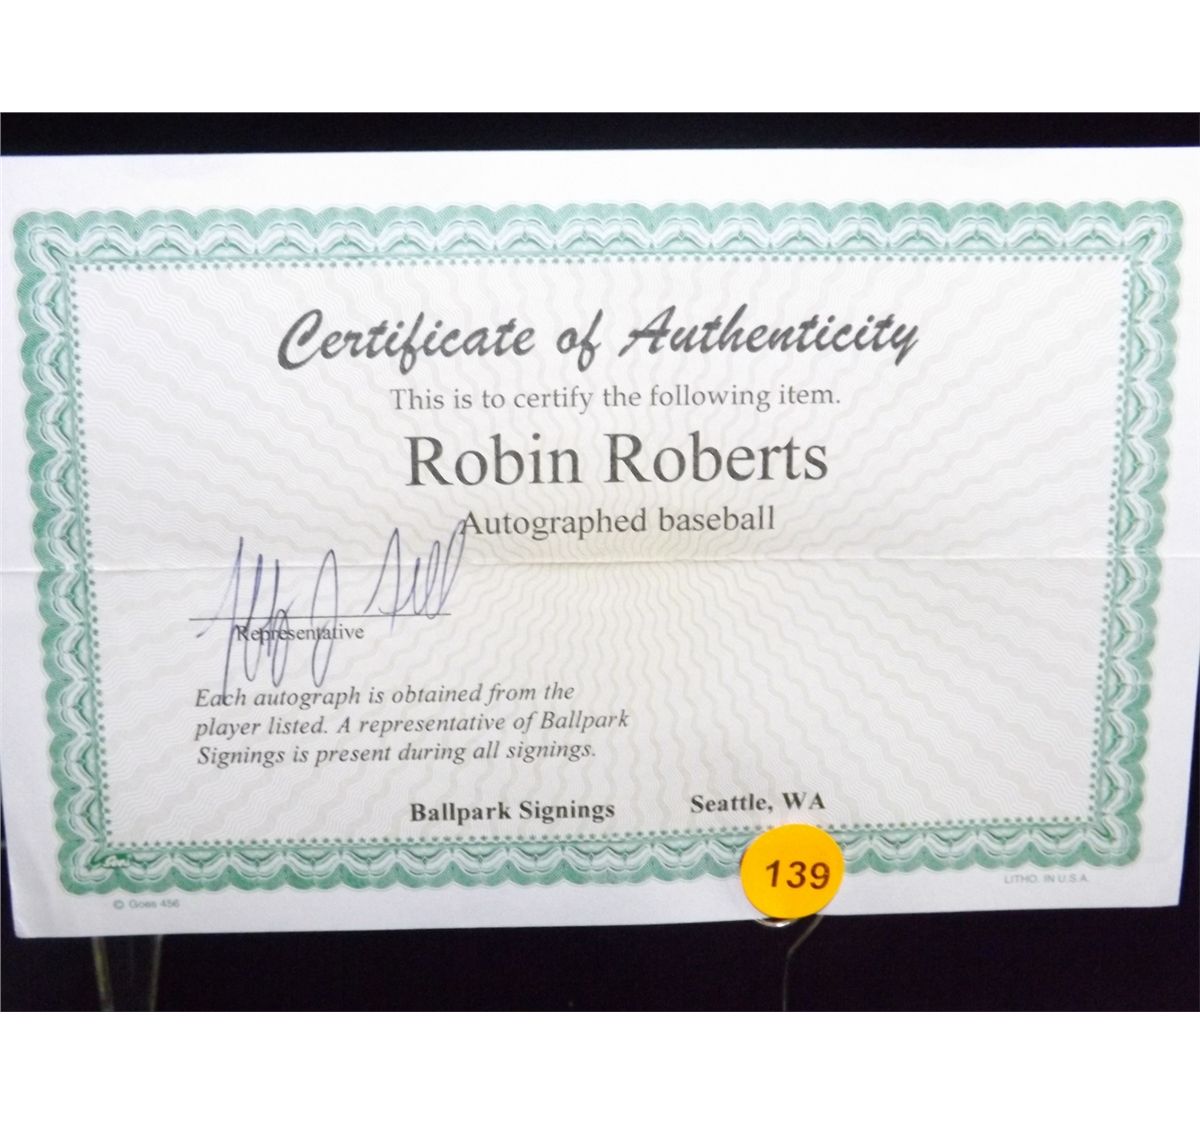 Certificate of Authenticity
This is to certify the following item.
Robin Roberts
Autographed baseball
Representative
Each autograph is obtained from the
player listed. A representative of Ballpark
Signings is present during all signings.
Ballpark Signings Seattle, WA
139
© Goes 456
LITHO. IN U.S.A.